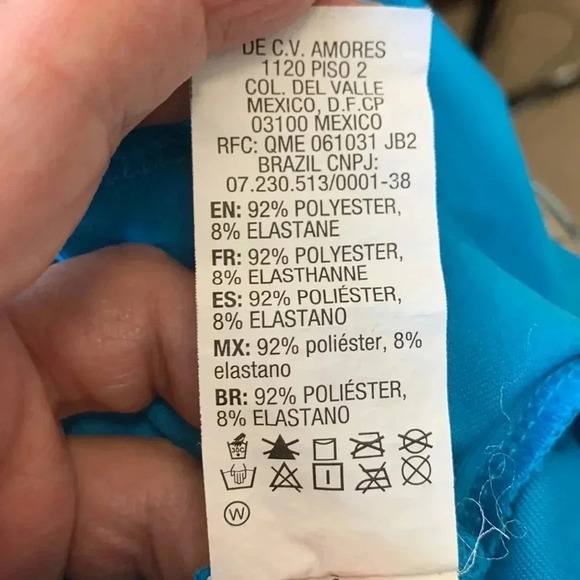 DE C.V. AMORES
1120 PISO 2
COL. DEL VALLE
MEXICO, D.F.CP
03100 MEXICO
RFC: QME 061031 JB2
BRAZIL CNPJ:
07.230.513/0001-38
EN: 92% POLYESTER,
8% ELASTANE
FR: 92% POLYESTER,
8% ELASTHANNE
ES: 92% POLIÉSTER,
8% ELASTANO
MX: 92% poliéster, 8%
elastano
BR: 92% POLIÉSTER,
8% ELASTANO
W